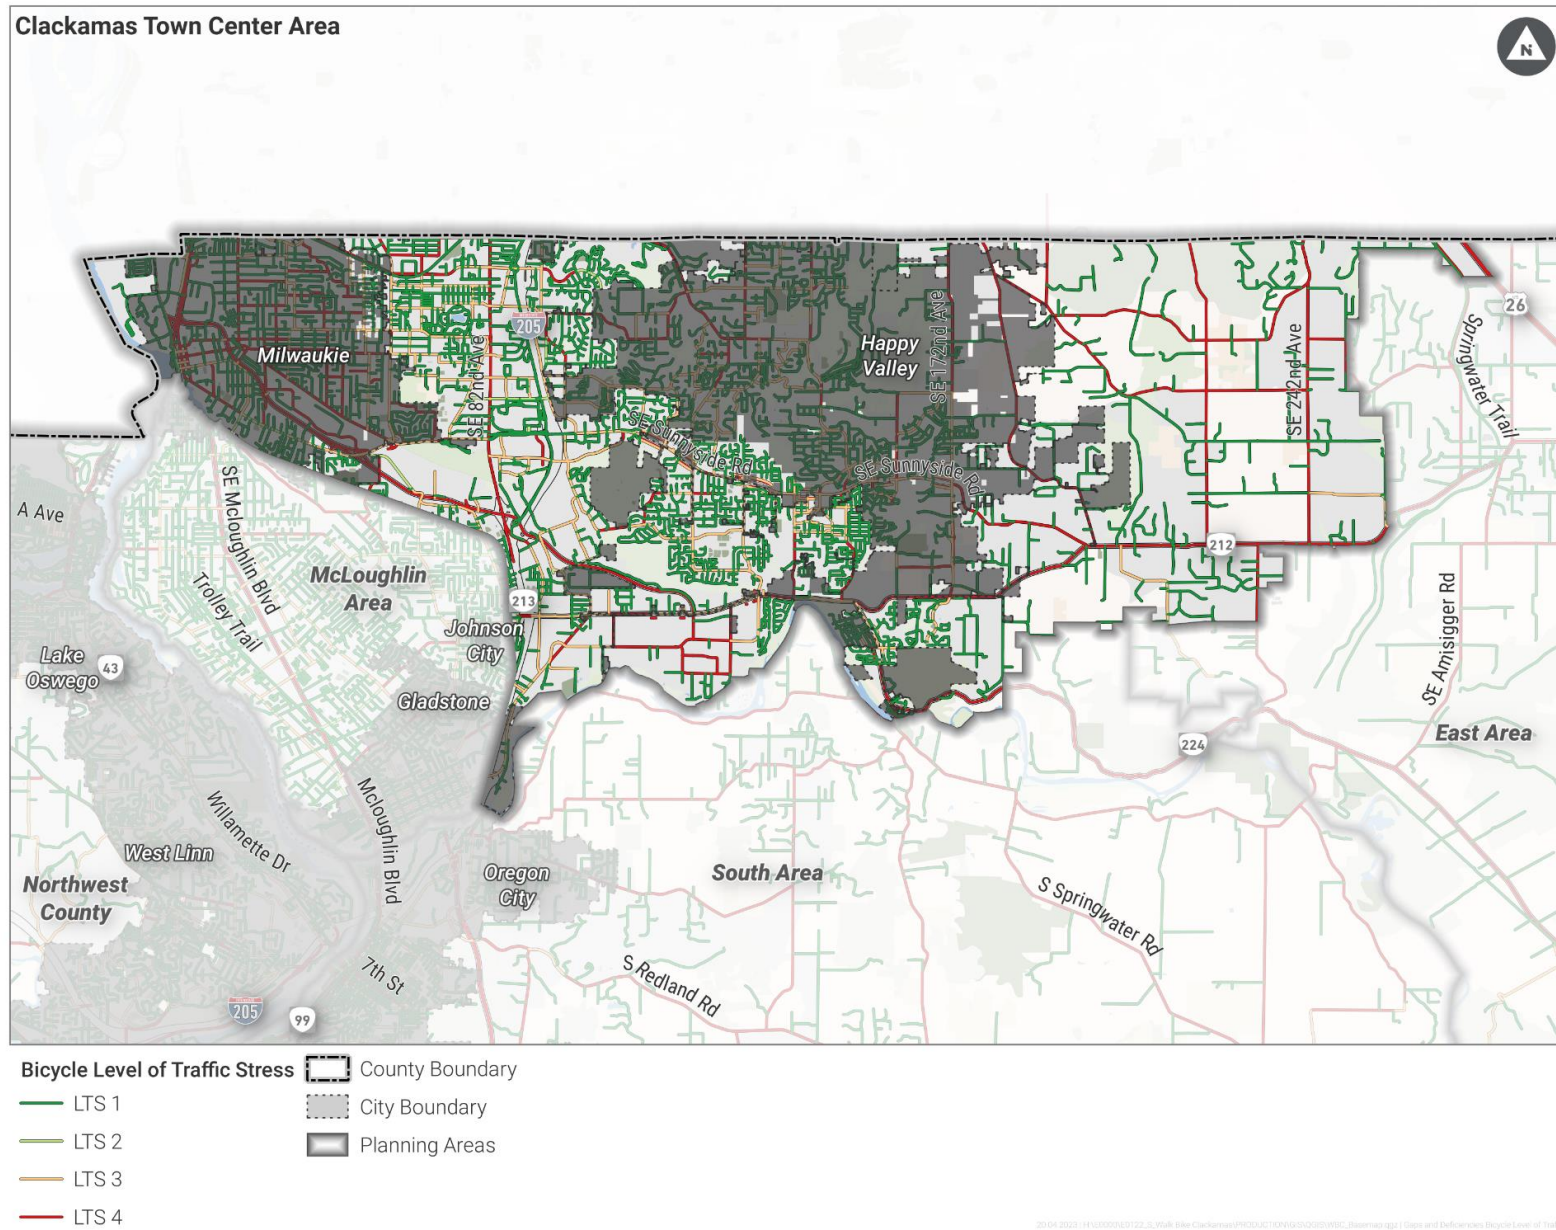 Clackamas Town Center Area
N
26
205
Milwaukie
Happy
Valley
SE 82nd Ave
SE 172nd Ave
SE 242nd Ave
Springwater Trail
SE Sunnyside Rd
SE Sunnyside Rd
A Ave
SE Mcloughlin Blvd
Trolley Trail
McLoughlin
Area
212
213
Johnson
City
Lake
Oswego
43
Gladstone
SE Amisigger Rd
224
East Area
Willamette Dr
Mcloughlin Blvd
West Linn
Northwest
County
Oregon
City
South Area
S Springwater Rd
S Redland Rd
7th St
205
99
Bicycle Level of Traffic Stress
LTS 1
LTS 2
LTS 3
LTS 4
County Boundary
City Boundary
Planning Areas